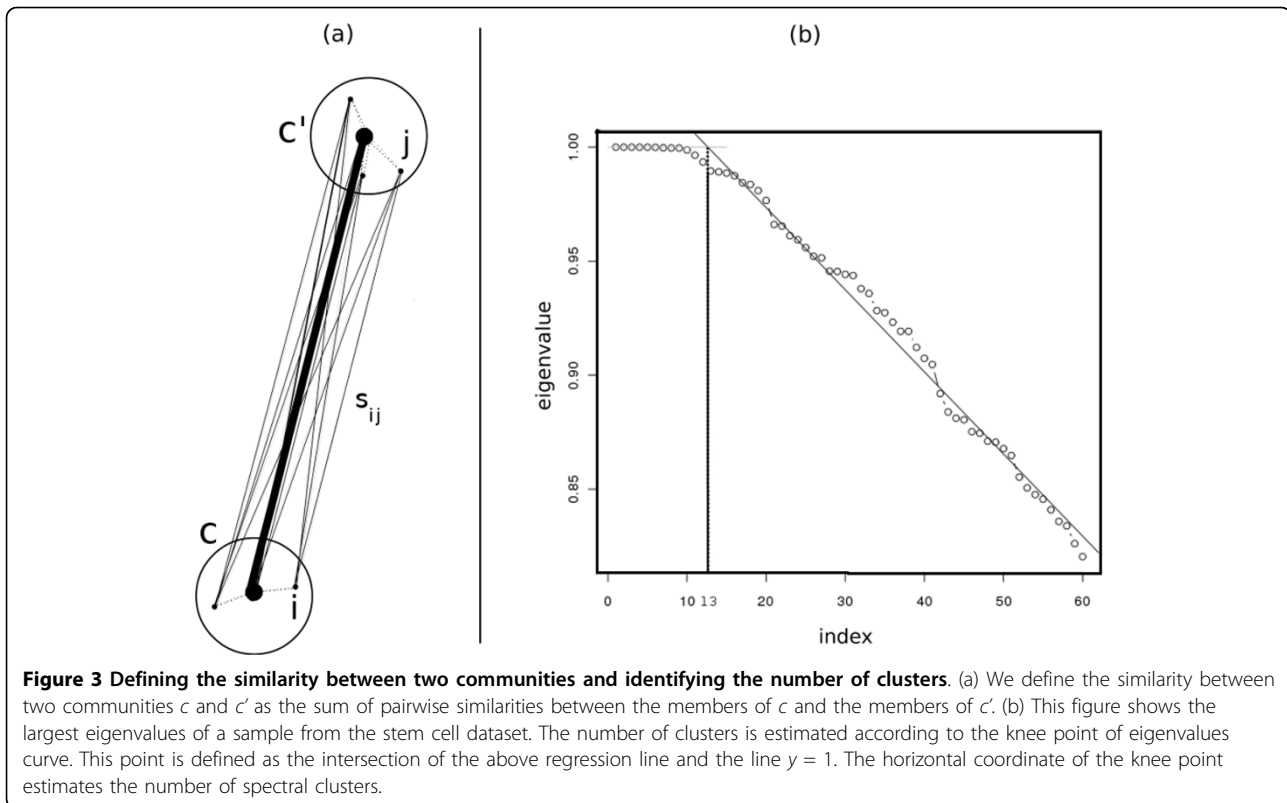 (a)
(b)
C'
j
s_ij
C
i
1.00
0.95
0.90
0.85
eigenvalue
0 10 13 20 30 40 50 60
index
Figure 3 Defining the similarity between two communities and identifying the number of clusters. (a) We define the similarity between
two communities c and c′ as the sum of pairwise similarities between the members of c and the members of c′. (b) This figure shows the
largest eigenvalues of a sample from the stem cell dataset. The number of clusters is estimated according to the knee point of eigenvalues
curve. This point is defined as the intersection of the above regression line and the line y = 1. The horizontal coordinate of the knee point
estimates the number of spectral clusters.